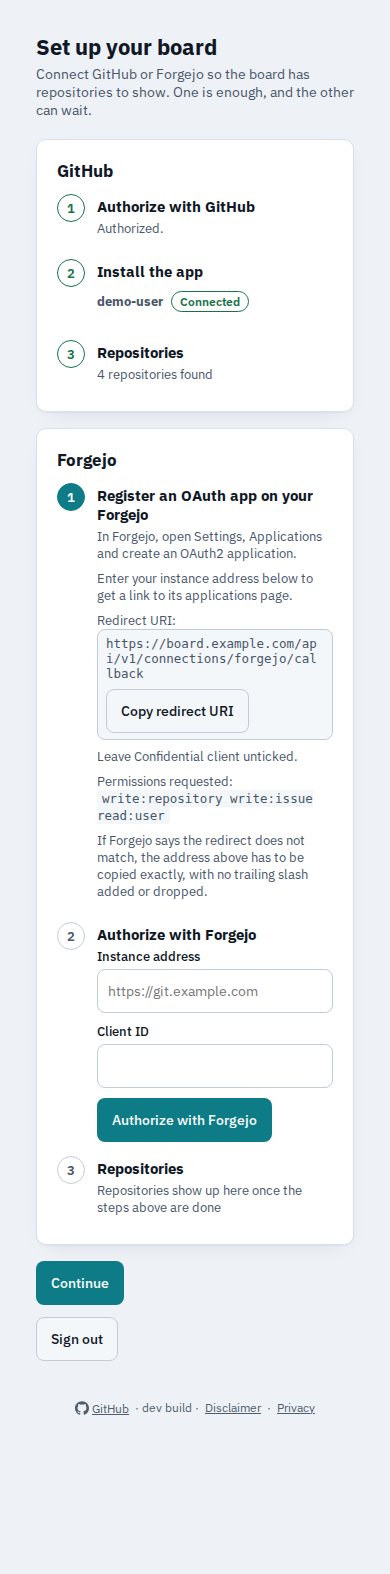 Set up your board
Connect GitHub or Forgejo so the board has
repositories to show. One is enough, and the other
can wait.
GitHub
1
Authorize with GitHub
Authorized.
2
Install the app
demo-user Connected
3
Repositories
4 repositories found
Forgejo
1
Register an OAuth app on your
Forgejo
In Forgejo, open Settings, Applications
and create an OAuth2 application.
Enter your instance address below to
get a link to its applications page.
Redirect URI:
https://board.example.com/ap
i/v1/connections/forgejo/cal
lback
Copy redirect URI
Leave Confidential client unticked.
Permissions requested:
write:repository write:issue
read:user
If Forgejo says the redirect does not
match, the address above has to be
copied exactly, with no trailing slash
added or dropped.
2
Authorize with Forgejo
Instance address
https://git.example.com
Client ID
Authorize with Forgejo
3
Repositories
Repositories show up here once the
steps above are done
Continue
Sign out
GitHub · dev build · Disclaimer · Privacy